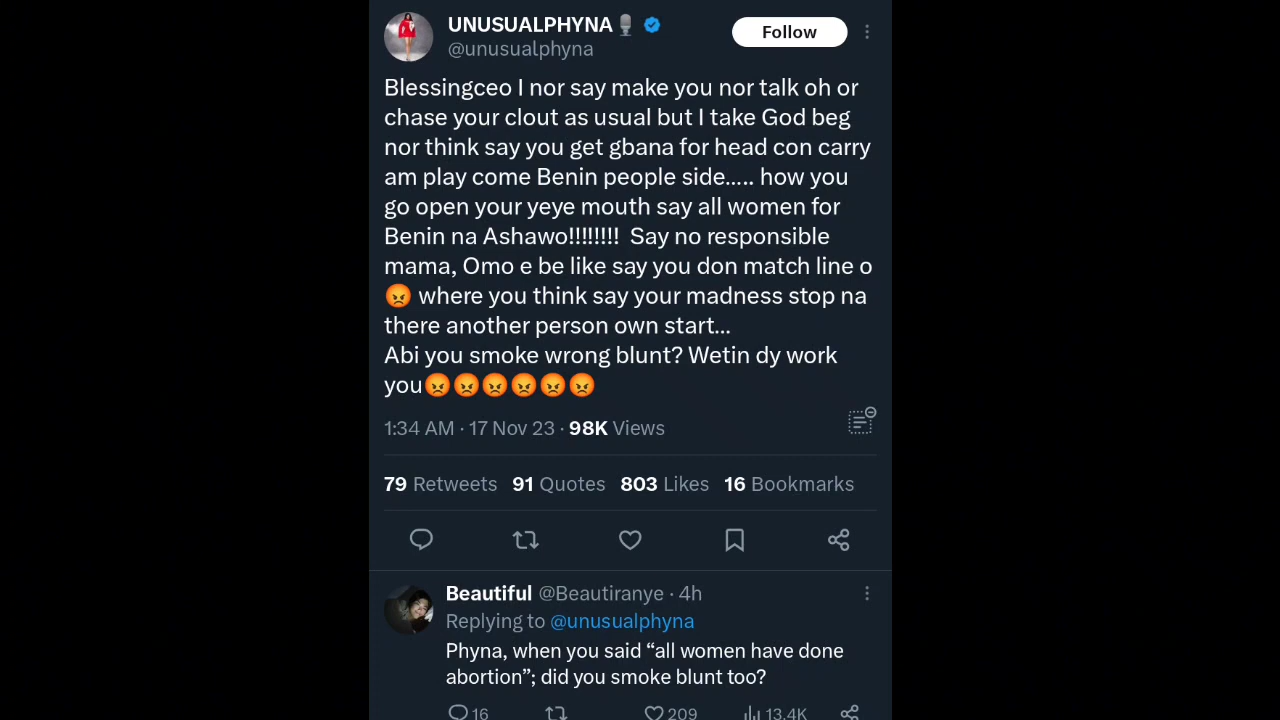 UNUSUALPHYNA🎙️
Follow
@unusualphyna
Blessingceo I nor say make you nor talk oh or
chase your clout as usual but I take God beg
nor think say you get gbana for head con carry
am play come Benin people side..... how you
go open your yeye mouth say all women for
Benin na Ashawo!!!!!!!! Say no responsible
mama, Omo e be like say you don match line o
😡 where you think say your madness stop na
there another person own start...
Abi you smoke wrong blunt? Wetin dy work
you😡😡😡😡😡😡
1:34 AM · 17 Nov 23 · 98K Views
79 Retweets 91 Quotes 803 Likes 16 Bookmarks
Beautiful @Beautiranye · 4h
Replying to @unusualphyna
Phyna, when you said “all women have done
abortion”; did you smoke blunt too?
16 209 13.4K